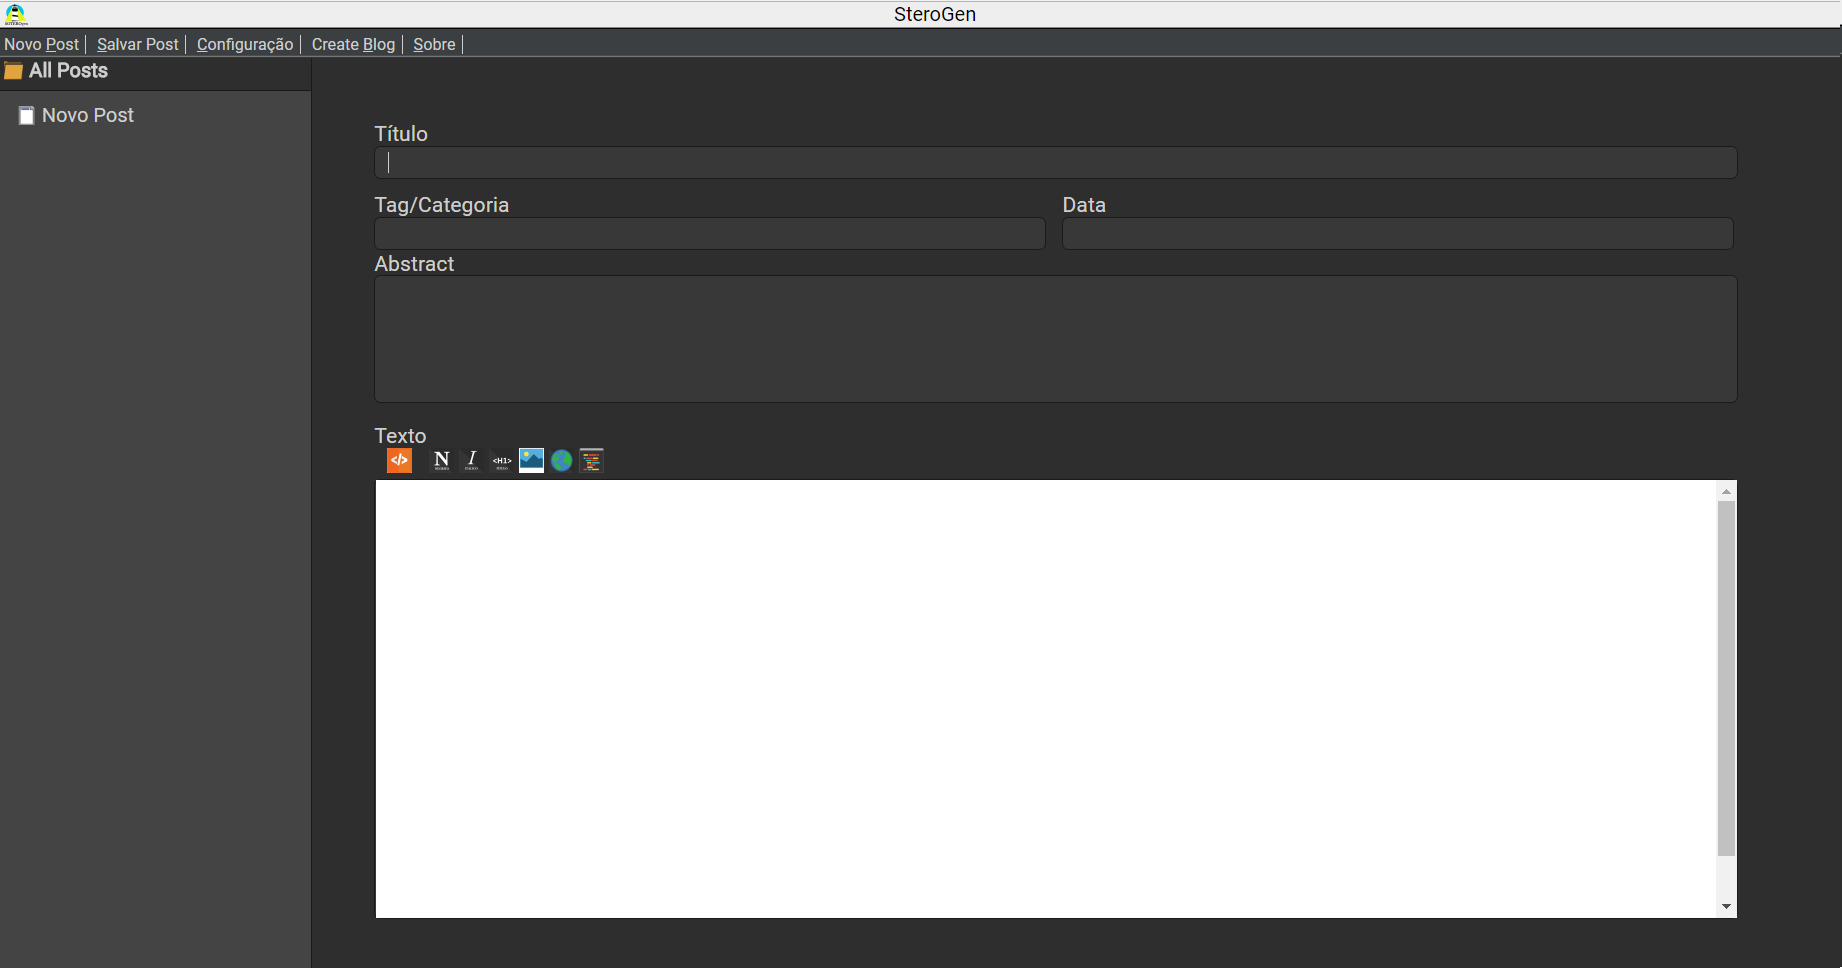 SteroGen
Novo Post Salvar Post Configuração Create Blog Sobre
All Posts
Novo Post
Título
Tag/Categoria Data
Abstract
Texto
</> N I <H1>